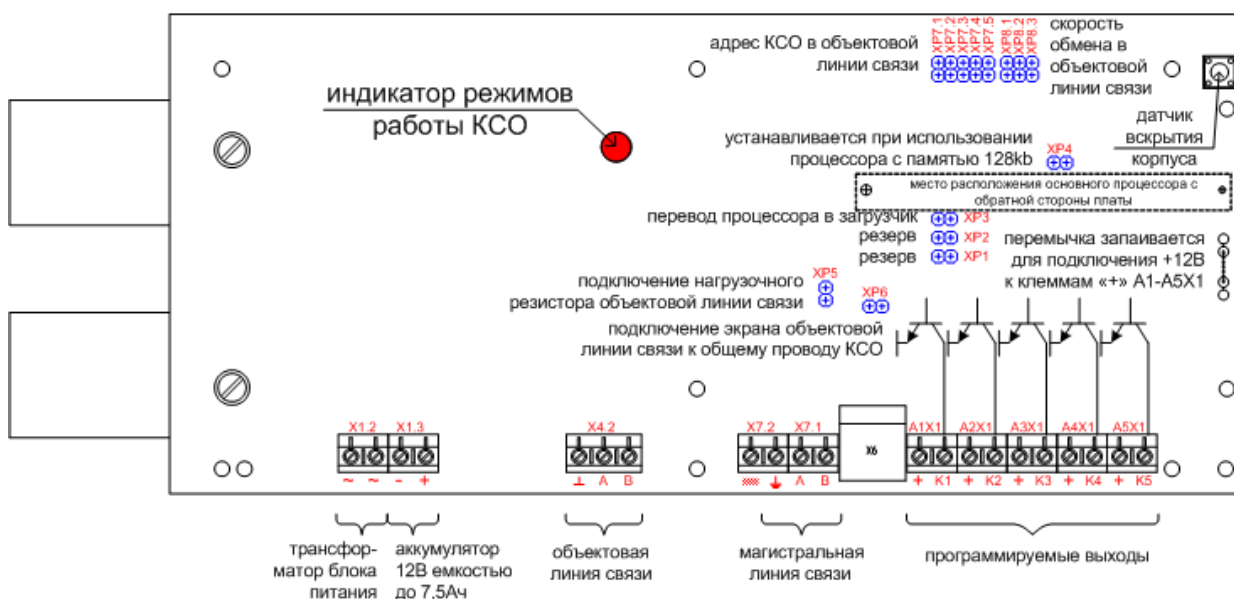 адрес КСО в объектовой
линии связи
XP7.1
XP7.2
XP7.3
XP7.4
XP7.5
XP8.1
XP8.2
XP8.3
скорость
обмена в
объектовой
линии связи
индикатор режимов
работы КСО
датчик
вскрытия
корпуса
устанавливается при использовании
процессора с памятью 128kb
XP4
место расположения основного процессора с
обратной стороны платы
перевод процессора в загрузчик
XP3
резерв
XP2
резерв
XP1
перемычка запаивается
для подключения +12В
к клеммам «+» А1-А5Х1
подключение нагрузочного
резистора объектовой линии связи
XP5
XP6
подключение экрана объектовой
линии связи к общему проводу КСО
X1.2 X1.3
~ ~ - +
X4.2
⊥ A B
X7.2 X7.1
⏚ A B
X6
A1X1 A2X1 A3X1 A4X1 A5X1
+ K1 + K2 + K3 + K4 + K5
трансфор-
матор блока
питания
аккумулятор
12В емкостью
до 7,5Ач
объектовая
линия связи
магистральная
линия связи
программируемые выходы